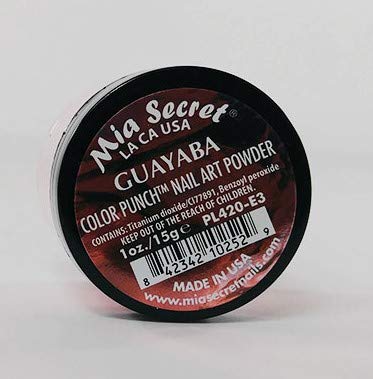 Mia Secret®
LA CA USA
GUAYABA
COLOR PUNCH™ NAIL ART POWDER
CONTAINS:Titanium dioxide/CI77891, Benzoyl peroxide
KEEP OUT OF THE REACH OF CHILDREN.
1oz./15g e PL420-E3
8 42342 10252 9
MADE IN USA
www.miasecretnails.com